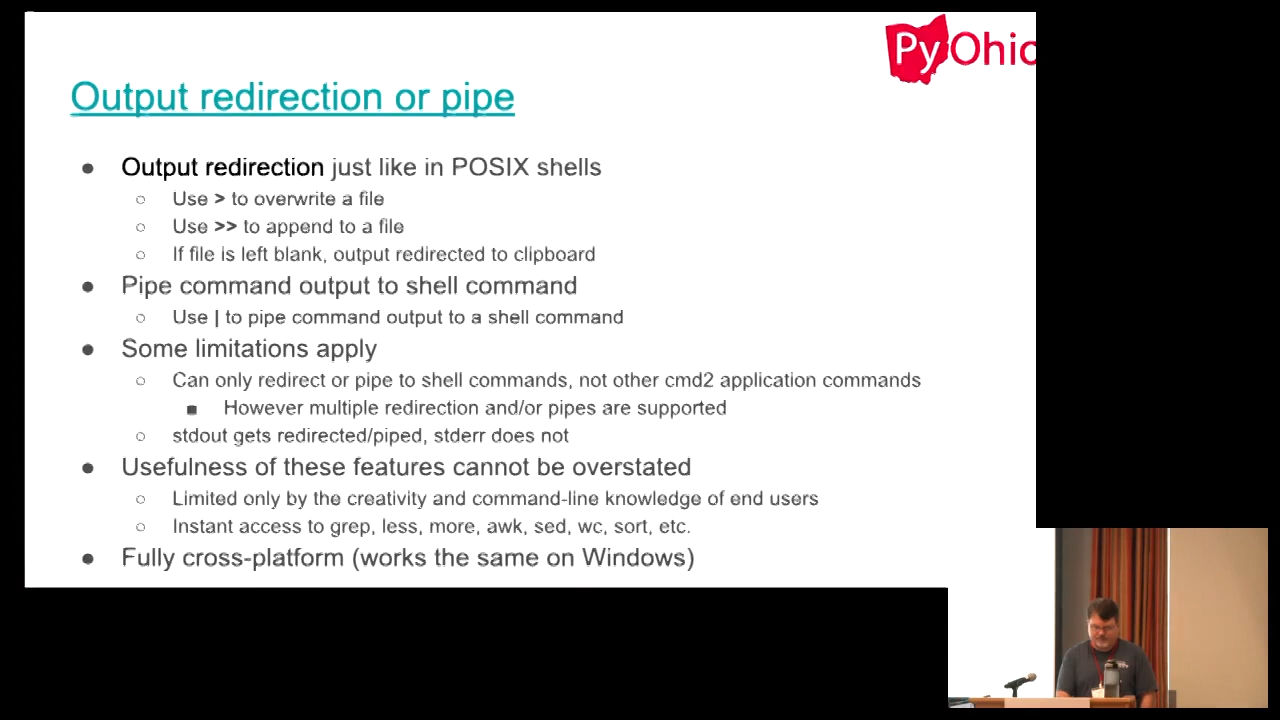 PyOhio
Output redirection or pipe
● Output redirection just like in POSIX shells
○ Use > to overwrite a file
○ Use >> to append to a file
○ If file is left blank, output redirected to clipboard
● Pipe command output to shell command
○ Use | to pipe command output to a shell command
● Some limitations apply
○ Can only redirect or pipe to shell commands, not other cmd2 application commands
■ However multiple redirection and/or pipes are supported
○ stdout gets redirected/piped, stderr does not
● Usefulness of these features cannot be overstated
○ Limited only by the creativity and command-line knowledge of end users
○ Instant access to grep, less, more, awk, sed, wc, sort, etc.
● Fully cross-platform (works the same on Windows)